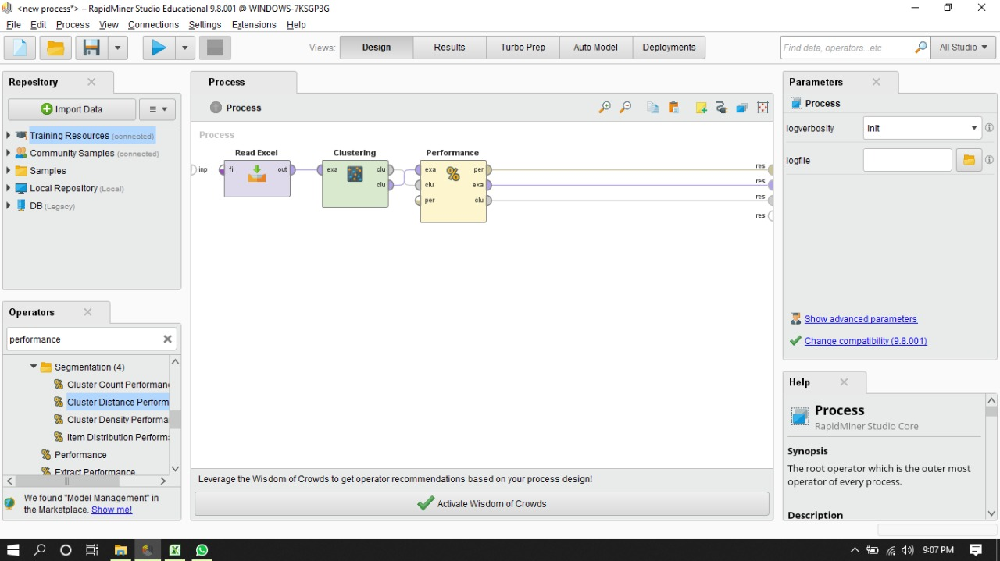 <new process*> – RapidMiner Studio Educational 9.8.001 @ WINDOWS-7KSGP3G
File Edit Process View Connections Settings Extensions Help
Views: Design Results Turbo Prep Auto Model Deployments
Find data, operators...etc
All Studio
Repository
Import Data
Training Resources (connected)
Community Samples (connected)
Samples
Local Repository (Local)
DB (Legacy)
Operators
performance
Segmentation (4)
Cluster Count Performan
Cluster Distance Perform
Cluster Density Performa
Item Distribution Performa
Performance
Extract Performance
We found "Model Management" in
the Marketplace. Show me!
Process
Process
Process
Read Excel Clustering Performance
inp fil out exa clu exa per res
clu clu exa res
per clu res
res
Leverage the Wisdom of Crowds to get operator recommendations based on your process design!
Activate Wisdom of Crowds
Parameters
Process
logverbosity init
logfile
Show advanced parameters
Change compatibility (9.8.001)
Help
Process
RapidMiner Studio Core
Synopsis
The root operator which is the outer most
operator of every process.
Description
9:07 PM